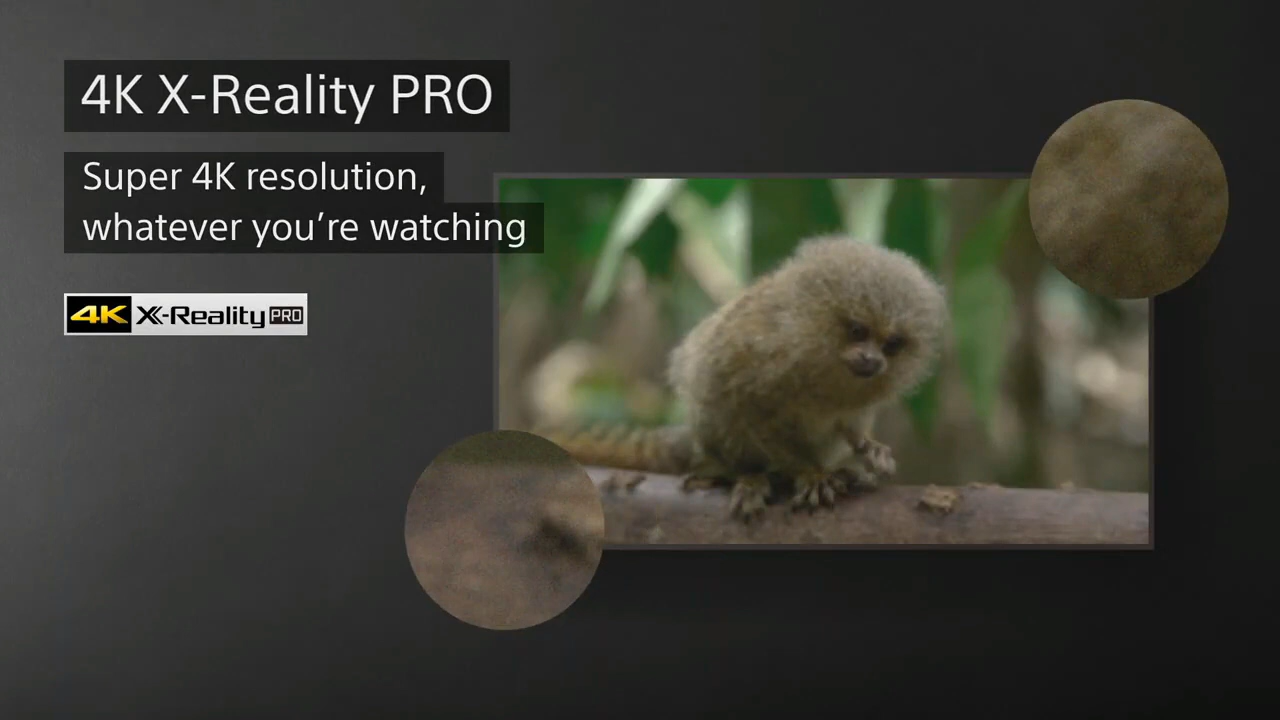 4K X-Reality PRO
Super 4K resolution,
whatever you're watching
4K X-Reality PRO